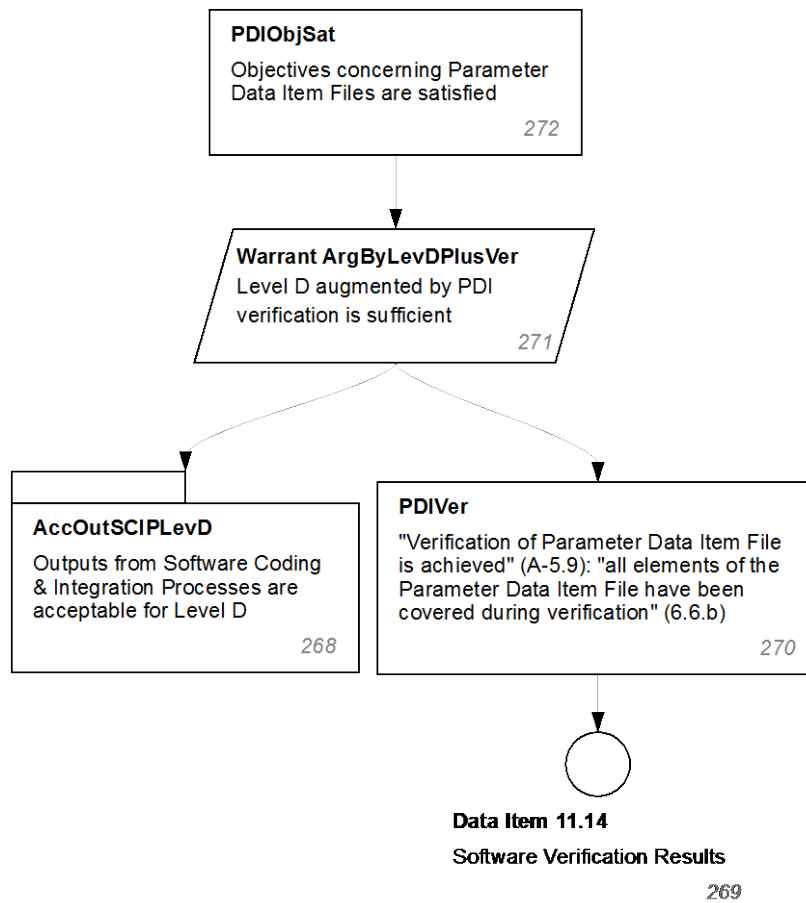 PDIObjSat
Objectives concerning Parameter
Data Item Files are satisfied
272
Warrant ArgByLevDPlusVer
Level D augmented by PDI
verification is sufficient
271
AccOutSCIPLevD
Outputs from Software Coding
& Integration Processes are
acceptable for Level D
268
PDIVer
"Verification of Parameter Data Item File
is achieved" (A-5.9): "all elements of the
Parameter Data Item File have been
covered during verification" (6.6.b)
270
Data Item 11.14
Software Verification Results
269